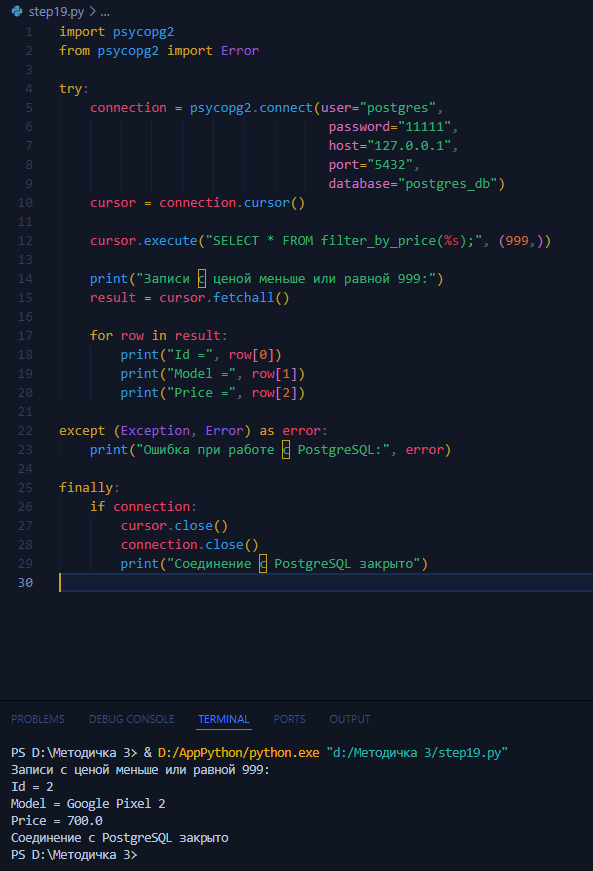 step19.py > ...
1 import psycopg2
2 from psycopg2 import Error
3
4 try:
5     connection = psycopg2.connect(user="postgres",
6                                   password="11111",
7                                   host="127.0.0.1",
8                                   port="5432",
9                                   database="postgres_db")
10     cursor = connection.cursor()
11
12     cursor.execute("SELECT * FROM filter_by_price(%s);", (999,))
13
14     print("Записи с ценой меньше или равной 999:")
15     result = cursor.fetchall()
16
17     for row in result:
18         print("Id =", row[0])
19         print("Model =", row[1])
20         print("Price =", row[2])
21
22 except (Exception, Error) as error:
23     print("Ошибка при работе с PostgreSQL:", error)
24
25 finally:
26     if connection:
27         cursor.close()
28         connection.close()
29         print("Соединение с PostgreSQL закрыто")
30
PROBLEMS DEBUG CONSOLE TERMINAL PORTS OUTPUT
PS D:\Методичка 3> & D:/AppPython/python.exe "d:/Методичка 3/step19.py"
Записи с ценой меньше или равной 999:
Id = 2
Model = Google Pixel 2
Price = 700.0
Соединение с PostgreSQL закрыто
PS D:\Методичка 3>